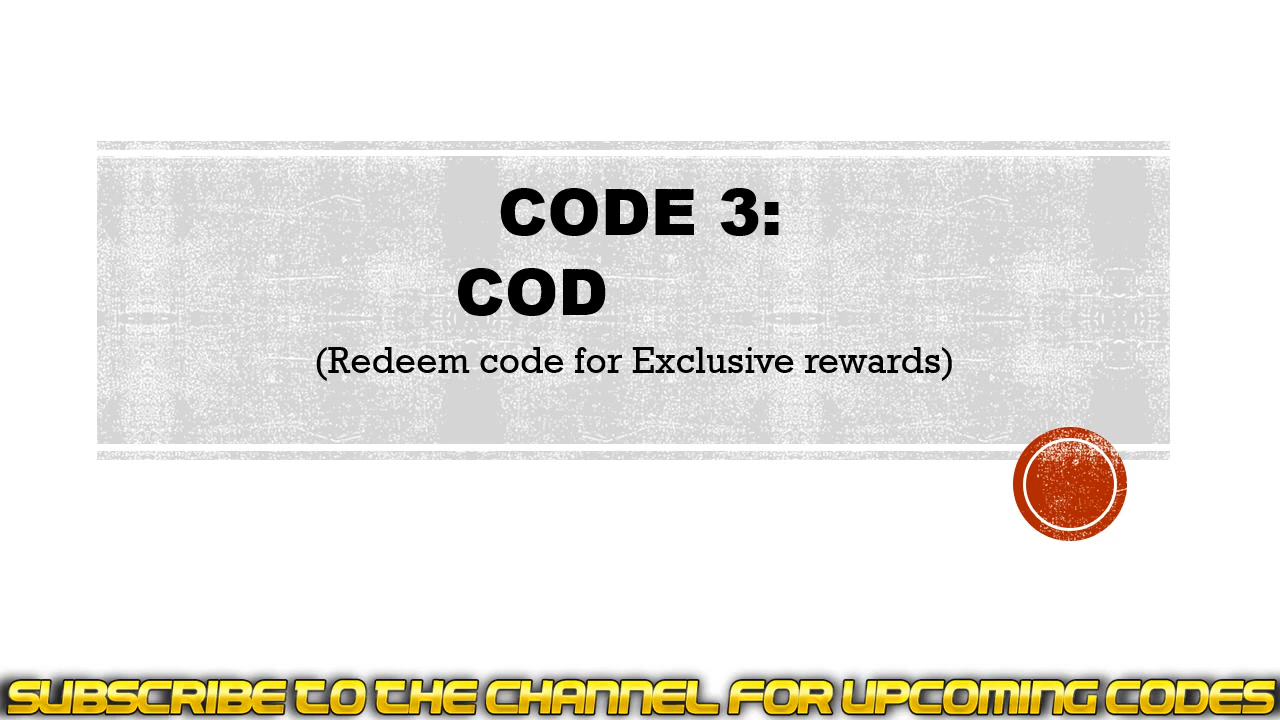 CODE 3:
COD
(Redeem code for Exclusive rewards)
SUBSCRIBE TO THE CHANNEL FOR UPCOMING CODES